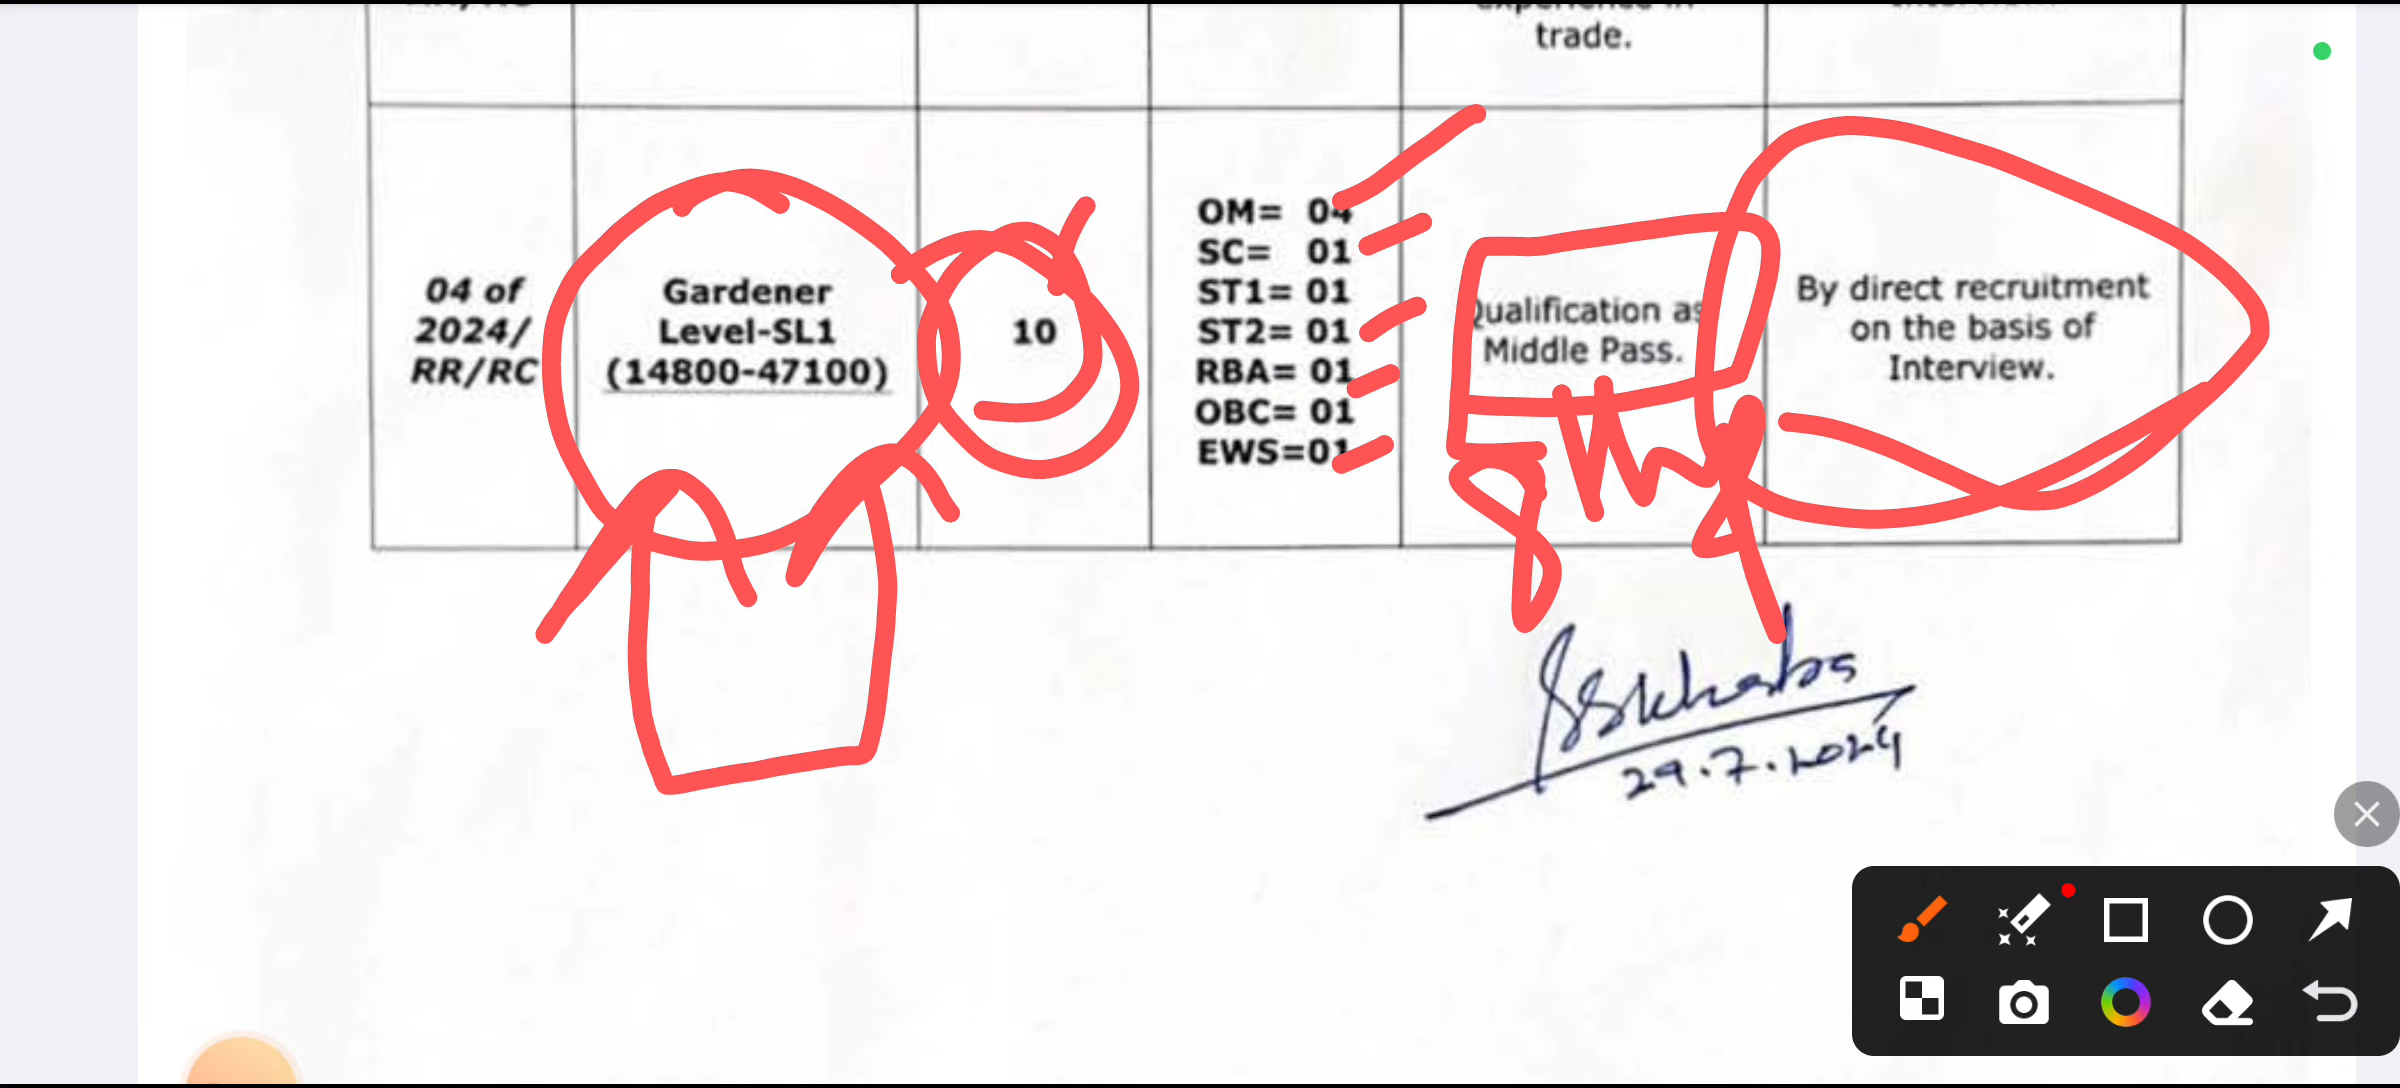 trade.
04 of
2024/
RR/RC
Gardener
Level-SL1
(14800-47100)
10
OM= 04
SC= 01
ST1= 01
ST2= 01
RBA= 01
OBC= 01
EWS=01
Qualification as
Middle Pass.
By direct recruitment
on the basis of
Interview.
29.7.2024